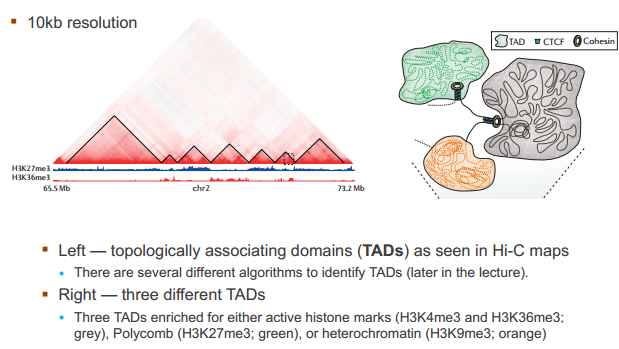 10kb resolution
TAD CTCF Cohesin
H3K27me3
H3K36me3
65.5 Mb chr2 73.2 Mb
Left — topologically associating domains (TADs) as seen in Hi-C maps
There are several different algorithms to identify TADs (later in the lecture).
Right — three different TADs
Three TADs enriched for either active histone marks (H3K4me3 and H3K36me3;
grey), Polycomb (H3K27me3; green), or heterochromatin (H3K9me3; orange)